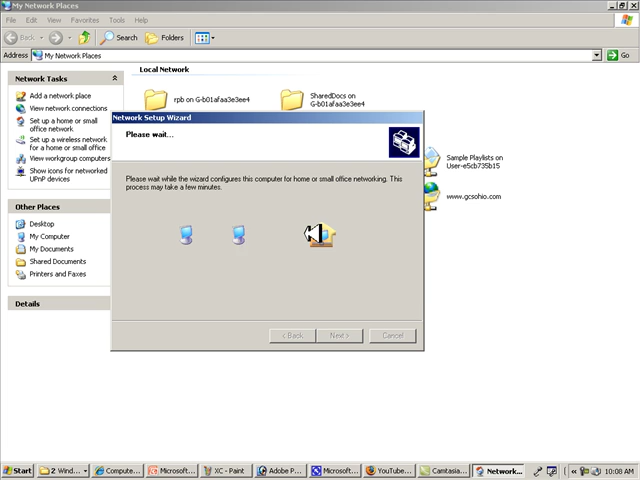 My Network Places
File Edit View Favorites Tools Help
Back Search Folders
Address My Network Places Go
Network Tasks
Add a network place
View network connections
Set up a home or small
office network
Set up a wireless network
for a home or small office
View workgroup computers
Show icons for networked
UPnP devices
Other Places
Desktop
My Computer
My Documents
Shared Documents
Printers and Faxes
Details
Local Network
rpb on G-b01afaa3e3ee4
SharedDocs on
G-b01afaa3e3ee4
Sample Playlists on
User-e5cb735b15
www.gcsohio.com
Network Setup Wizard
Please wait...
Please wait while the wizard configures this computer for home or small office networking. This
process may take a few minutes.
< Back Next > Cancel
Start 2 Wind... Compute... Microsoft... XC - Paint Adobe P... Microsoft... YouTube... Camtasia... Network... 10:08 AM